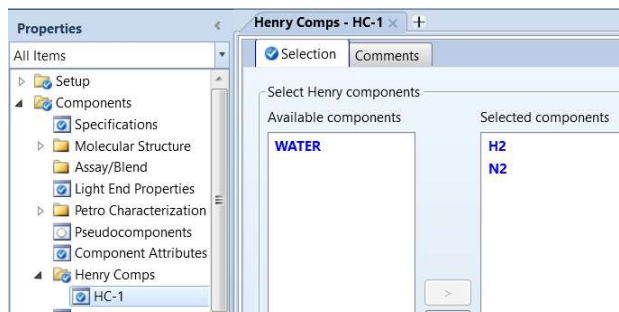 Properties
All Items
Setup
Components
Specifications
Molecular Structure
Assay/Blend
Light End Properties
Petro Characterization
Pseudocomponents
Component Attributes
Henry Comps
HC-1
Henry Comps - HC-1
Selection Comments
Select Henry components
Available components Selected components
WATER H2
N2
>